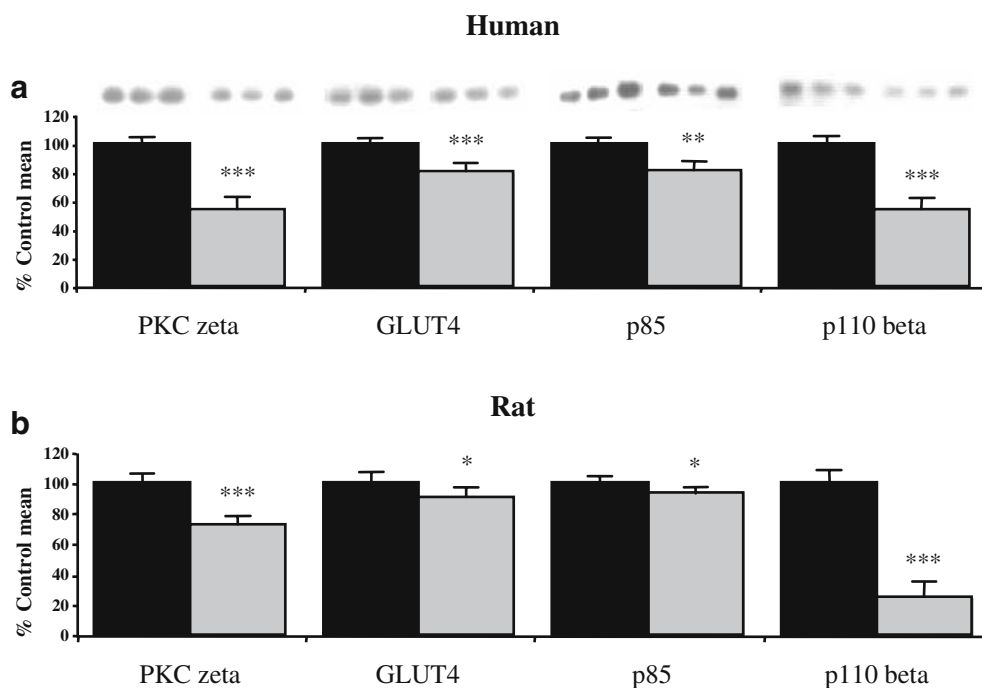 Human
a
120
100
80
60
40
20
0
% Control mean
***
***
**
***
PKC zeta GLUT4 p85 p110 beta
Rat
b
120
100
80
60
40
20
0
% Control mean
***
*
*
***
PKC zeta GLUT4 p85 p110 beta